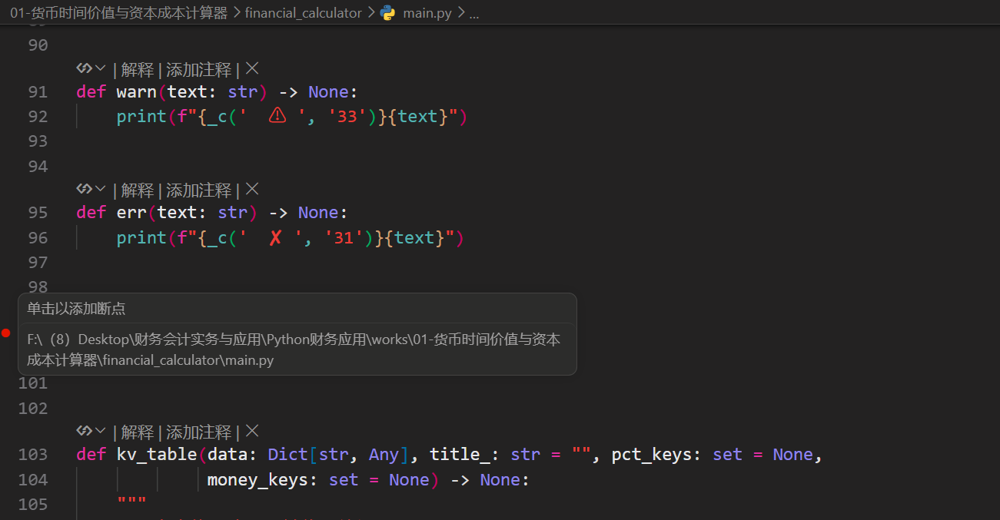 01-货币时间价值与资本成本计算器 > financial_calculator > main.py > ...
90
| 解释 | 添加注释 | ×
91 def warn(text: str) -> None:
92     print(f"{_c('  ⚠ ', '33')}{text}")
93
94
| 解释 | 添加注释 | ×
95 def err(text: str) -> None:
96     print(f"{_c('  ✗ ', '31')}{text}")
97
98
单击以添加断点
F:\（8）Desktop\财务会计实务与应用\Python财务应用\works\01-货币时间价值与资本
成本计算器\financial_calculator\main.py
101
102
| 解释 | 添加注释 | ×
103 def kv_table(data: Dict[str, Any], title_: str = "", pct_keys: set = None,
104              money_keys: set = None) -> None:
105     """